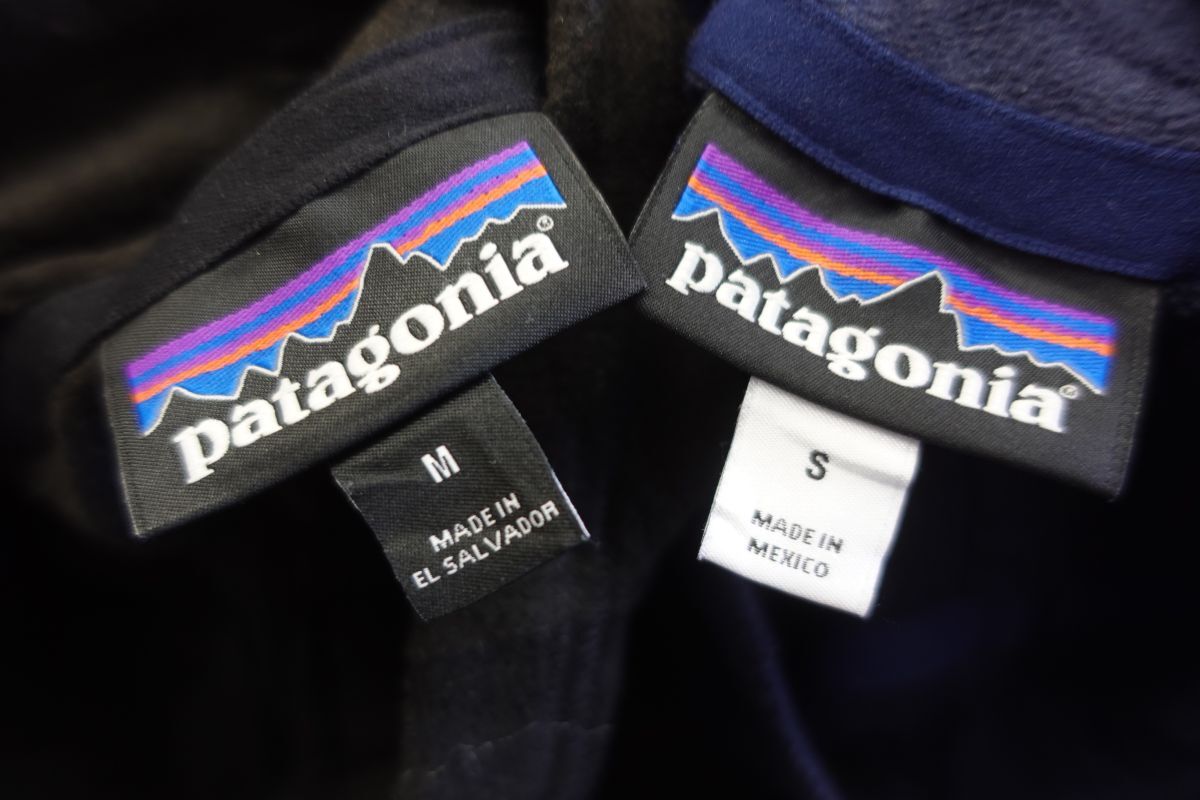 patagonia®
M
MADE IN
EL SALVADOR
patagonia®
S
MADE IN
MEXICO